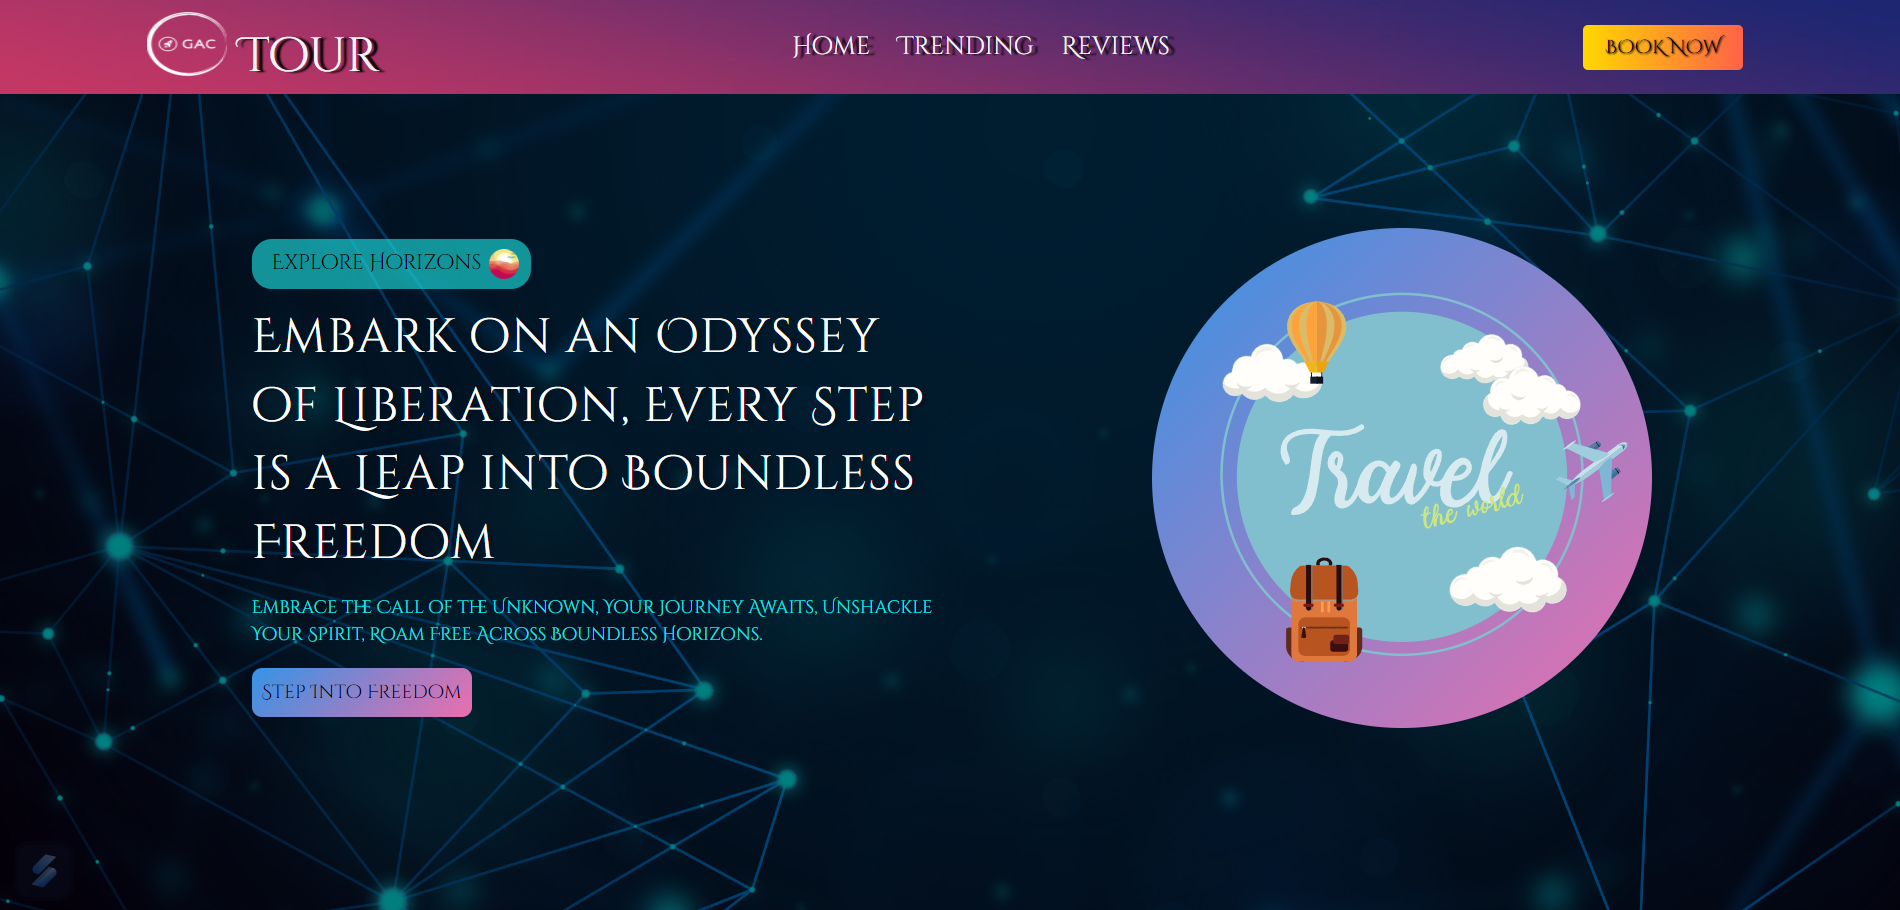 GAC
Tour
Home Trending Reviews
Book Now
Explore Horizons
Embark on an Odyssey
of Liberation, Every Step
is a Leap into Boundless
Freedom
Embrace the Call of the Unknown, Your Journey Awaits, Unshackle
Your Spirit, Roam Free Across Boundless Horizons.
Step Into Freedom
Travel
the world